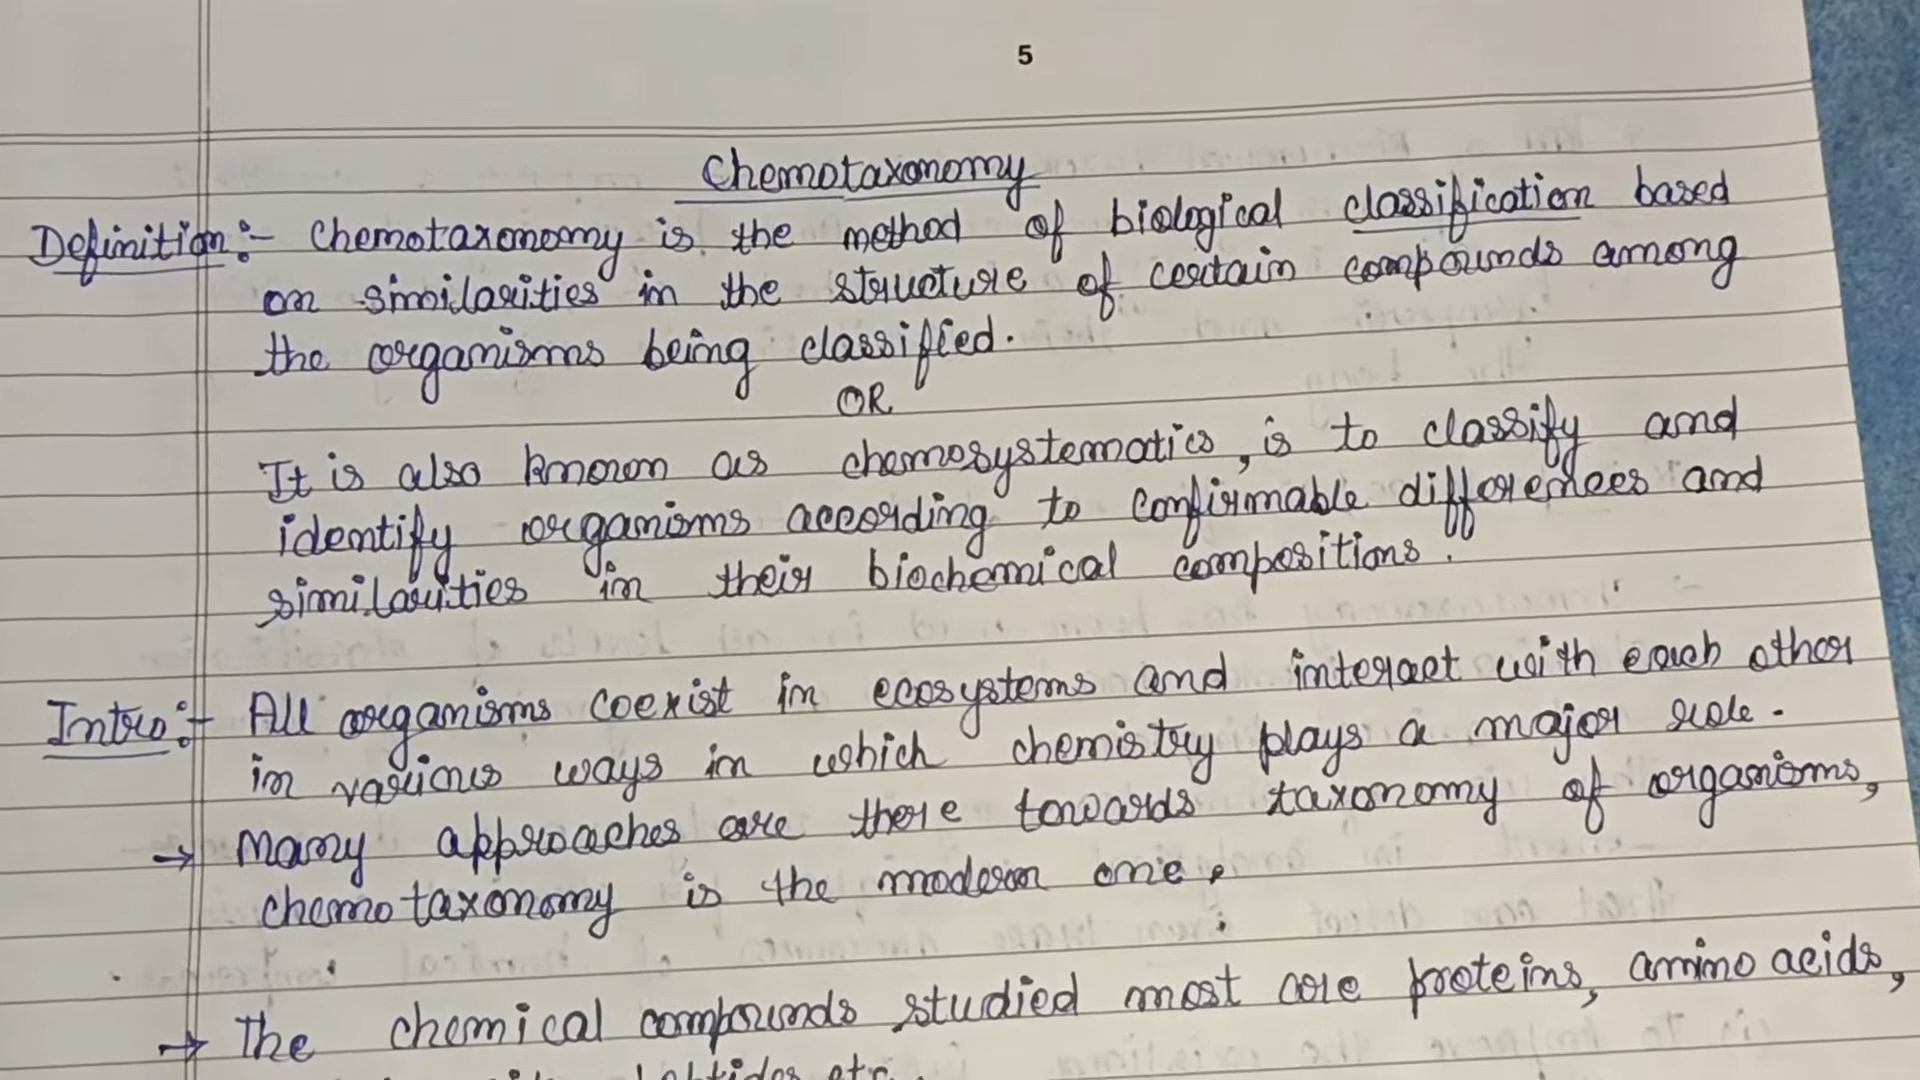 5
Chemotaxonomy
Definition:- Chemotaxonomy is the method of biological classification based
on similarities in the structure of certain compounds among
the organisms being classified.
OR
It is also known as chemosystematics, is to classify and
identify organisms according to confirmable differences and
similarities in their biochemical compositions.
Intro:- All organisms coexist in ecosystems and interact with each other
in various ways in which chemistry plays a major role.
→ Many approaches are there towards taxonomy of organisms,
chemotaxonomy is the modern one.
→ The chemical compounds studied most are proteins, amino acids,
etc.